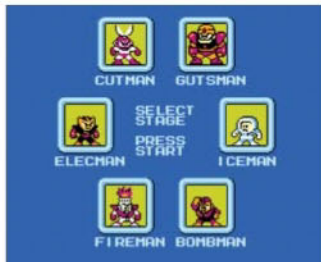 CUTMAN GUTSMAN
SELECT
STAGE
PRESS
START
ELECMAN ICEMAN
FIREMAN BOMBMAN